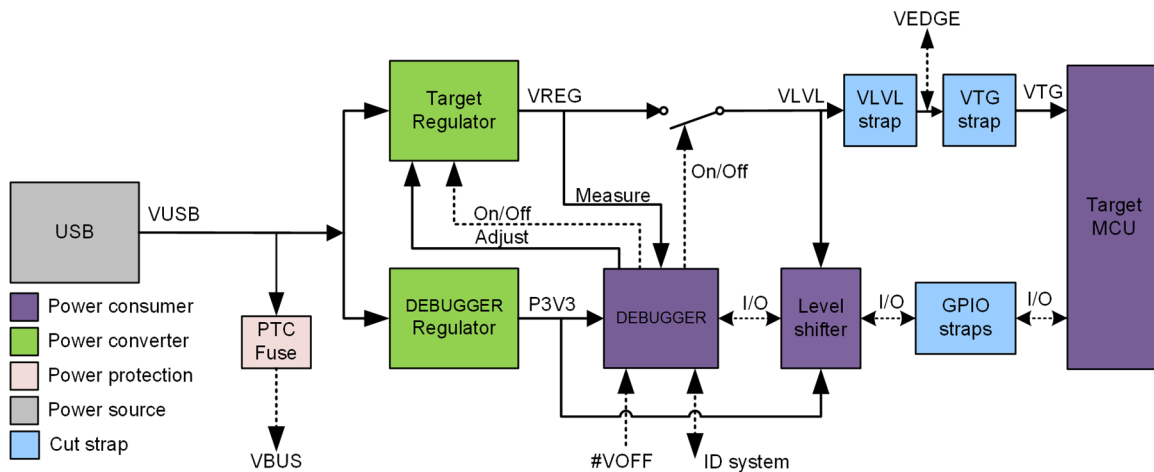 VEDGE
Target
Regulator
VREG
VLVL
VLVL
strap
VTG
strap
VTG
On/Off
Measure
USB
VUSB
On/Off
Adjust
Target
MCU
DEBUGGER
Regulator
P3V3
DEBUGGER
I/O
Level
shifter
I/O
GPIO
straps
I/O
Power consumer
Power converter
Power protection
Power source
Cut strap
PTC
Fuse
VBUS
#VOFF
ID system